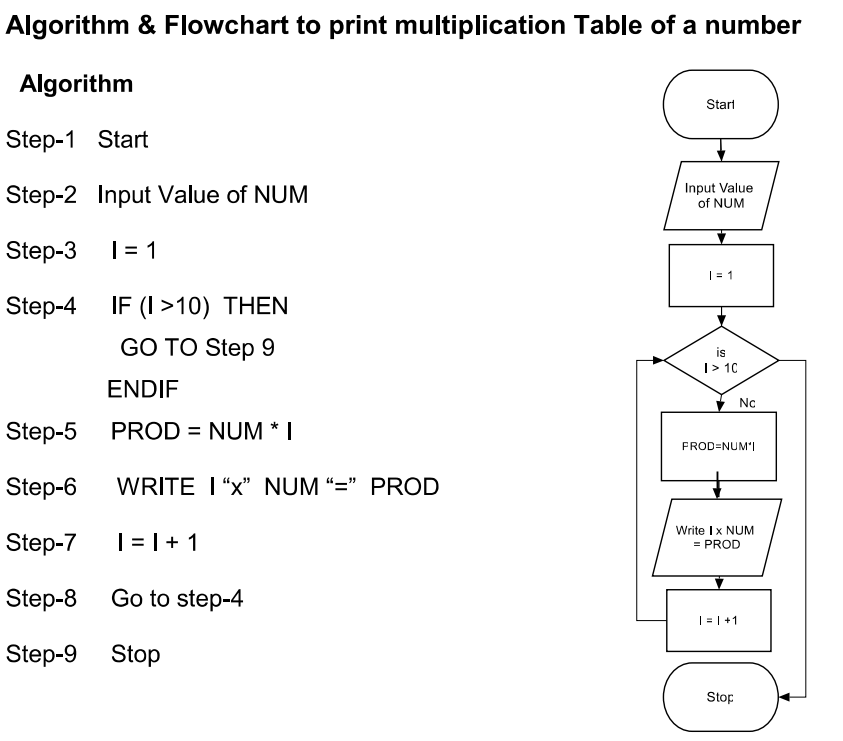 Algorithm & Flowchart to print multiplication Table of a number
Algorithm
Step-1 Start
Step-2 Input Value of NUM
Step-3 I = 1
Step-4 IF (I >10) THEN
GO TO Step 9
ENDIF
Step-5 PROD = NUM * I
Step-6 WRITE I “x” NUM “=” PROD
Step-7 I = I + 1
Step-8 Go to step-4
Step-9 Stop
Start
Input Value
of NUM
I = 1
is
I > 10
No
PROD=NUM*I
Write I x NUM
= PROD
I = I +1
Stop